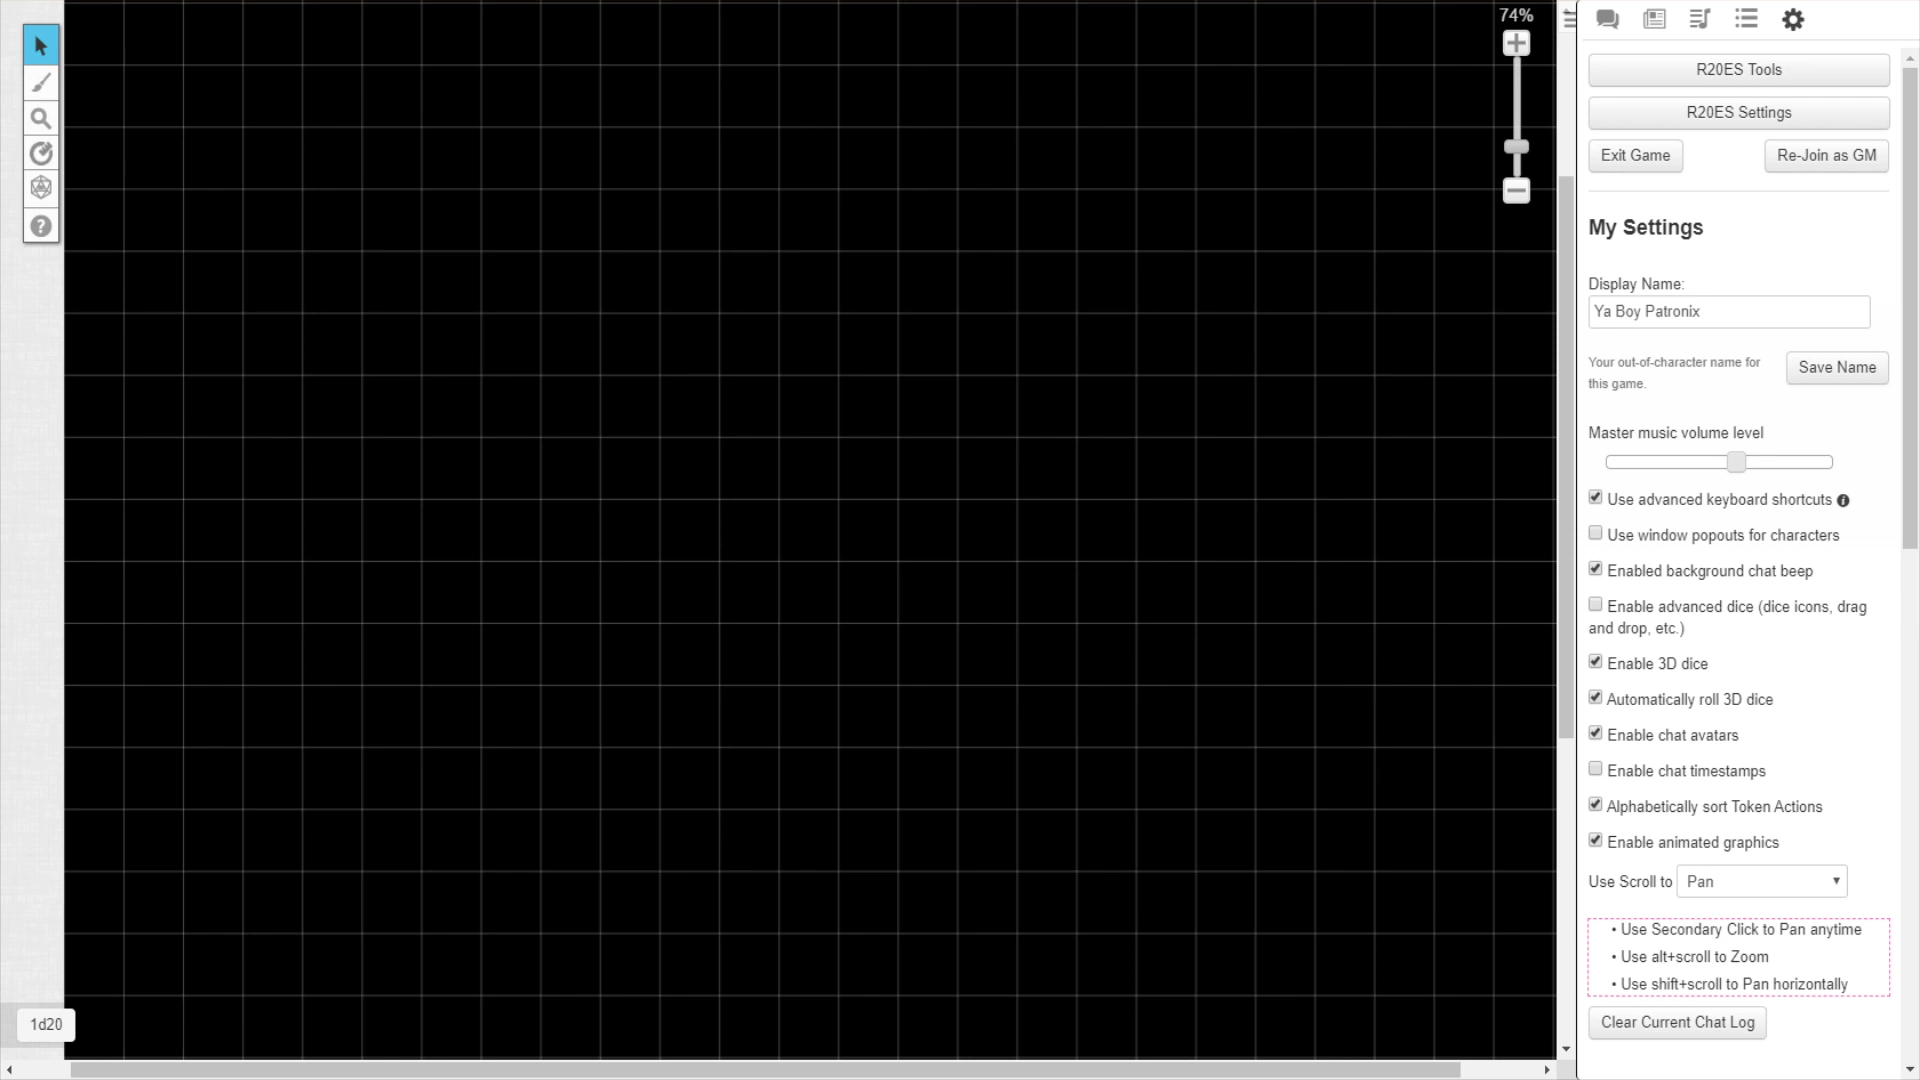 74%
R20ES Tools
R20ES Settings
Exit Game
Re-Join as GM
My Settings
Display Name:
Ya Boy Patronix
Your out-of-character name for
this game.
Save Name
Master music volume level
Use advanced keyboard shortcuts
Use window popouts for characters
Enabled background chat beep
Enable advanced dice (dice icons, drag
and drop, etc.)
Enable 3D dice
Automatically roll 3D dice
Enable chat avatars
Enable chat timestamps
Alphabetically sort Token Actions
Enable animated graphics
Use Scroll to Pan
• Use Secondary Click to Pan anytime
• Use alt+scroll to Zoom
• Use shift+scroll to Pan horizontally
Clear Current Chat Log
1d20